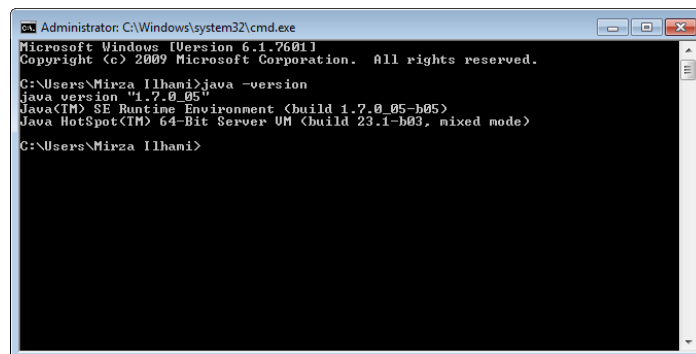 Administrator: C:\Windows\system32\cmd.exe
Microsoft Windows [Version 6.1.7601]
Copyright (c) 2009 Microsoft Corporation.  All rights reserved.
C:\Users\Mirza Ilhami>java -version
java version "1.7.0_05"
Java(TM) SE Runtime Environment (build 1.7.0_05-b05)
Java HotSpot(TM) 64-Bit Server VM (build 23.1-b03, mixed mode)
C:\Users\Mirza Ilhami>